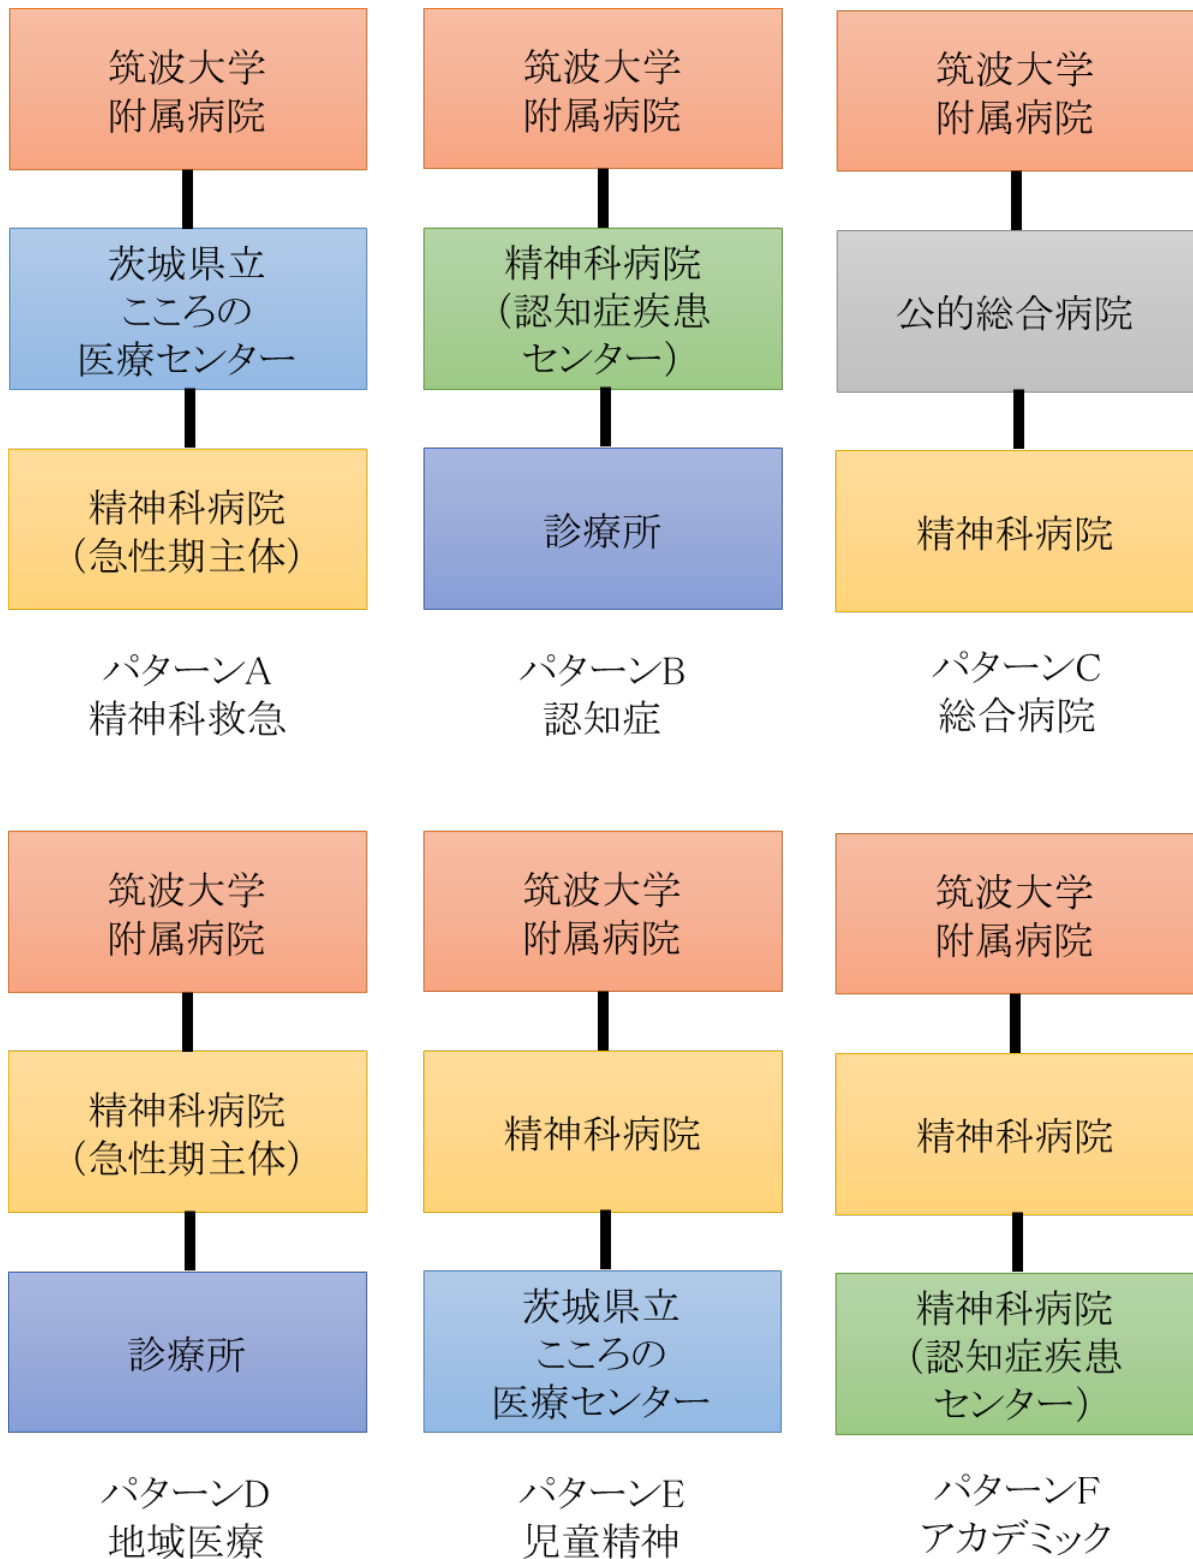 筑波大学
附属病院
茨城県立
こころの
医療センター
精神科病院
（急性期主体）
パターンA
精神科救急
筑波大学
附属病院
精神科病院
（認知症疾患
センター）
診療所
パターンB
認知症
筑波大学
附属病院
公的総合病院
精神科病院
パターンC
総合病院
筑波大学
附属病院
精神科病院
（急性期主体）
診療所
パターンD
地域医療
筑波大学
附属病院
精神科病院
茨城県立
こころの
医療センター
パターンE
児童精神
筑波大学
附属病院
精神科病院
精神科病院
（認知症疾患
センター）
パターンF
アカデミック